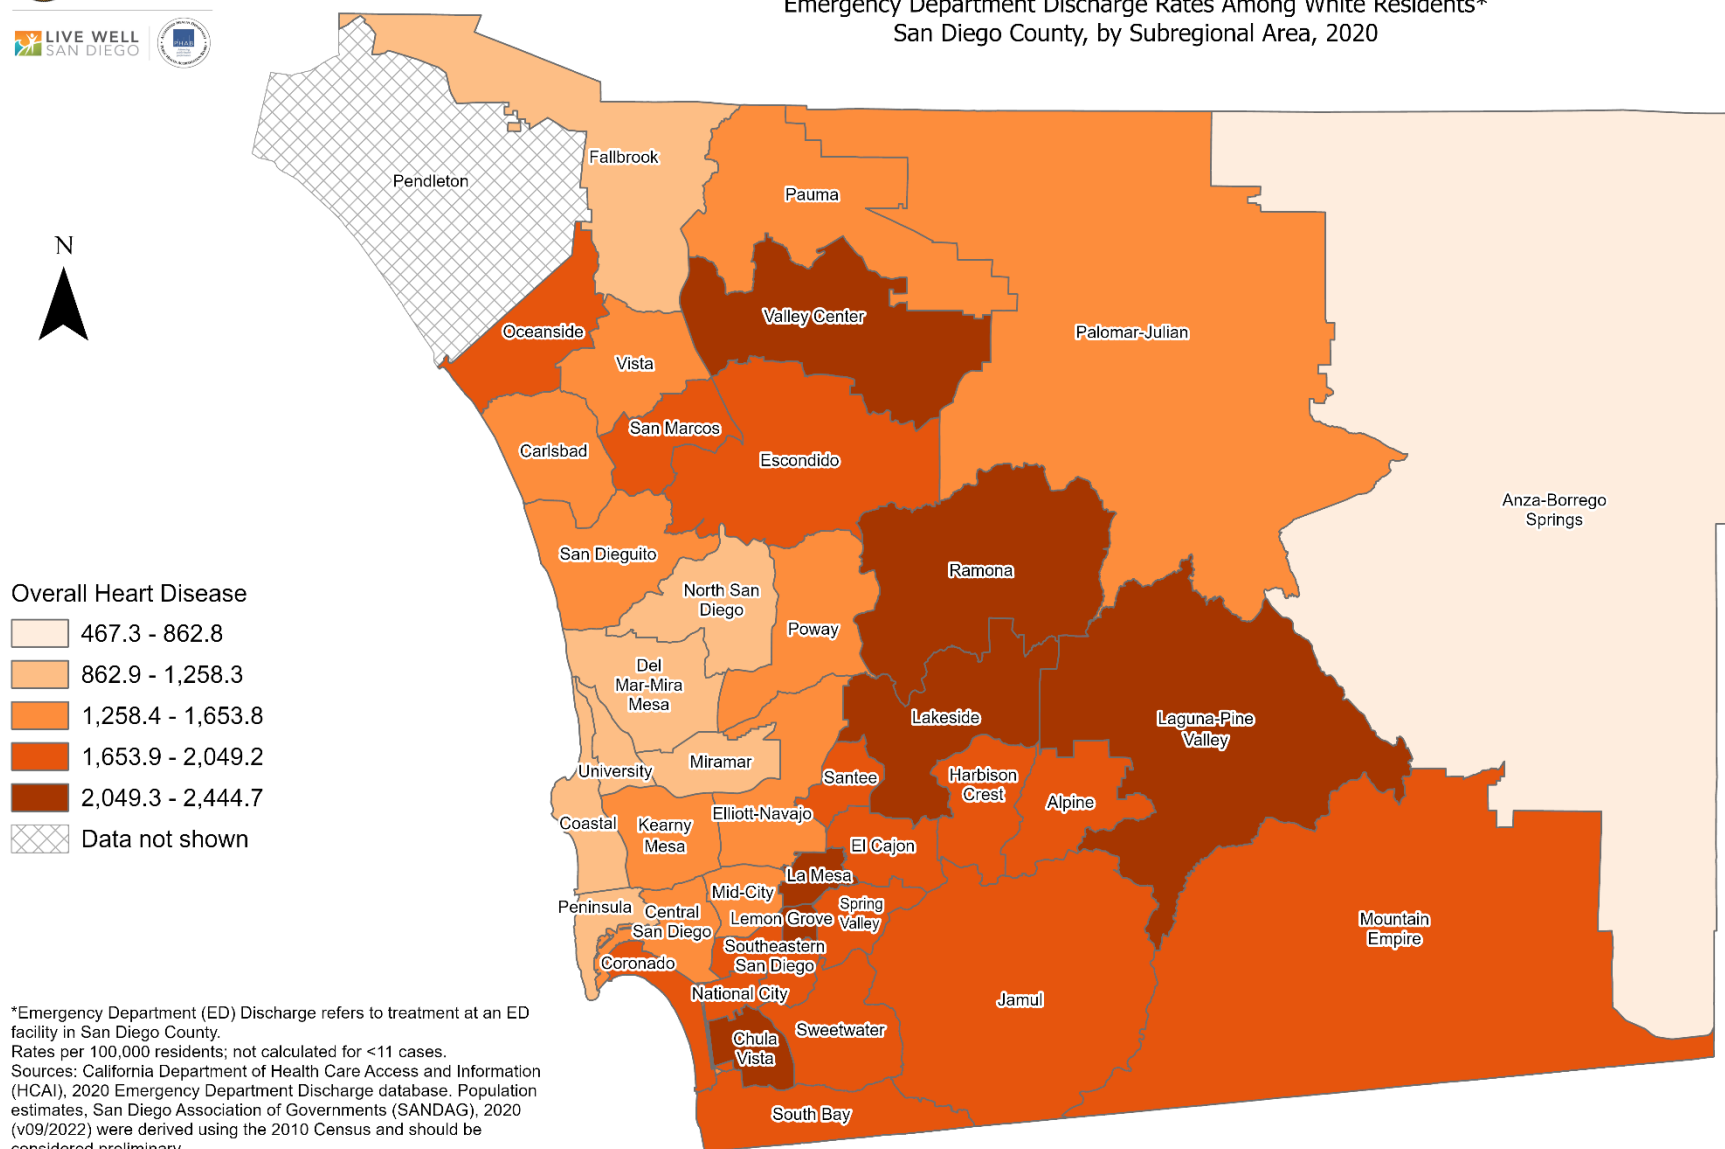 Emergency Department Discharge Rates Among White Residents*
San Diego County, by Subregional Area, 2020
LIVE WELL
SAN DIEGO
PHAB
N
Fallbrook
Pendleton
Pauma
Oceanside
Valley Center
Palomar-Julian
Vista
San Marcos
Carlsbad
Escondido
Anza-Borrego
Springs
San Dieguito
Ramona
North San
Diego
Poway
Del
Mar-Mira
Mesa
Lakeside
Laguna-Pine
Valley
Miramar
University
Santee
Harbison
Crest
Alpine
Elliott-Navajo
Coastal
Kearny
Mesa
El Cajon
La Mesa
Mid-City
Peninsula
Central
San Diego
Lemon Grove
Spring
Valley
Mountain
Empire
Southeastern
San Diego
Coronado
National City
Jamul
Sweetwater
Chula
Vista
South Bay
Overall Heart Disease
467.3 - 862.8
862.9 - 1,258.3
1,258.4 - 1,653.8
1,653.9 - 2,049.2
2,049.3 - 2,444.7
Data not shown
*Emergency Department (ED) Discharge refers to treatment at an ED
facility in San Diego County.
Rates per 100,000 residents; not calculated for <11 cases.
Sources: California Department of Health Care Access and Information
(HCAI), 2020 Emergency Department Discharge database. Population
estimates, San Diego Association of Governments (SANDAG), 2020
(v09/2022) were derived using the 2010 Census and should be
considered preliminary.